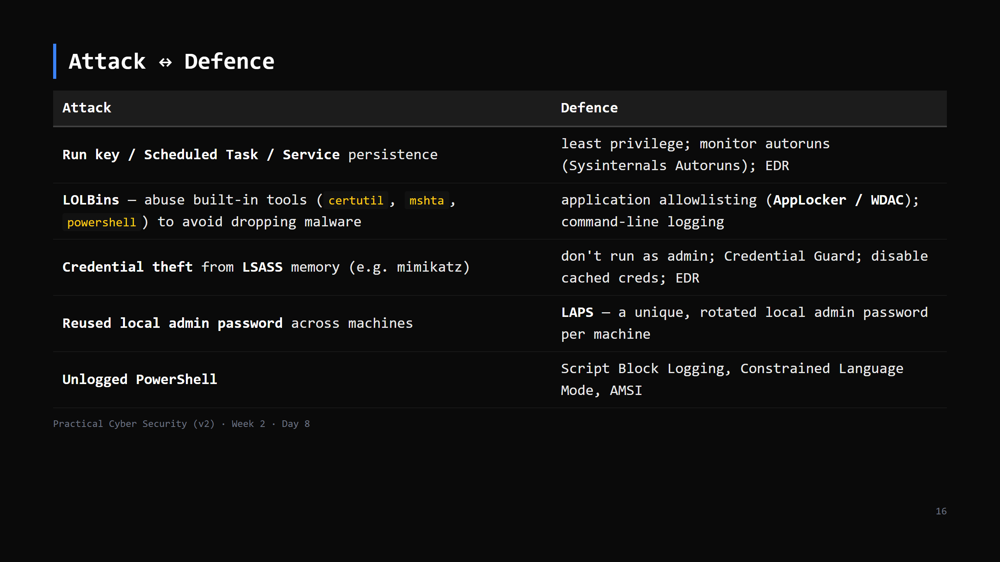 Attack ↔ Defence
Attack
Defence
Run key / Scheduled Task / Service persistence
least privilege; monitor autoruns
(Sysinternals Autoruns); EDR
LOLBins — abuse built-in tools (certutil, mshta,
powershell) to avoid dropping malware
application allowlisting (AppLocker / WDAC);
command-line logging
Credential theft from LSASS memory (e.g. mimikatz)
don't run as admin; Credential Guard; disable
cached creds; EDR
Reused local admin password across machines
LAPS — a unique, rotated local admin password
per machine
Unlogged PowerShell
Script Block Logging, Constrained Language
Mode, AMSI
Practical Cyber Security (v2) · Week 2 · Day 8
16